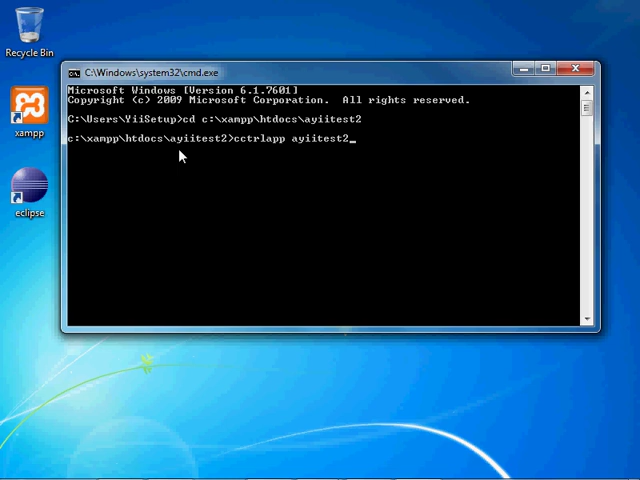 Recycle Bin
xampp
eclipse
C:\Windows\system32\cmd.exe
Microsoft Windows [Version 6.1.7601]
Copyright (c) 2009 Microsoft Corporation.  All rights reserved.
C:\Users\YiiSetup>cd c:\xampp\htdocs\ayiitest2
c:\xampp\htdocs\ayiitest2>cctrlapp ayiitest2_